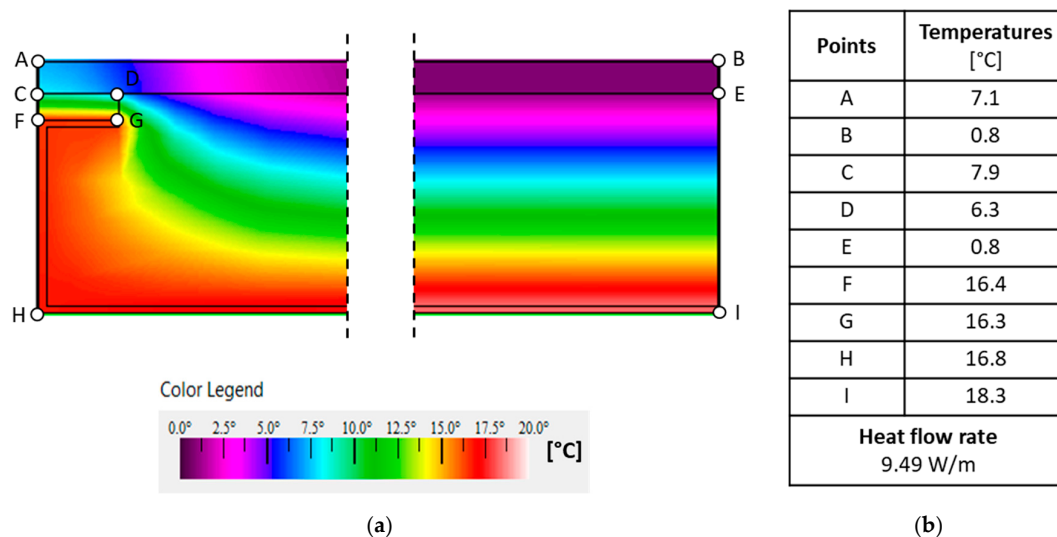 A
B
C
D
E
F
G
H
I
Color Legend
0.0° 2.5° 5.0° 7.5° 10.0° 12.5° 15.0° 17.5° 20.0°
[°C]
(a)
Points Temperatures
[°C]
A 7.1
B 0.8
C 7.9
D 6.3
E 0.8
F 16.4
G 16.3
H 16.8
I 18.3
Heat flow rate
9.49 W/m
(b)